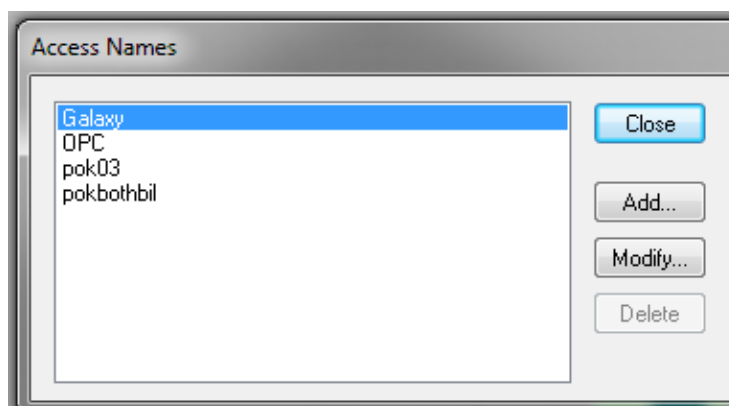 Access Names
Galaxy
OPC
pok03
pokbothbil
Close
Add...
Modify...
Delete